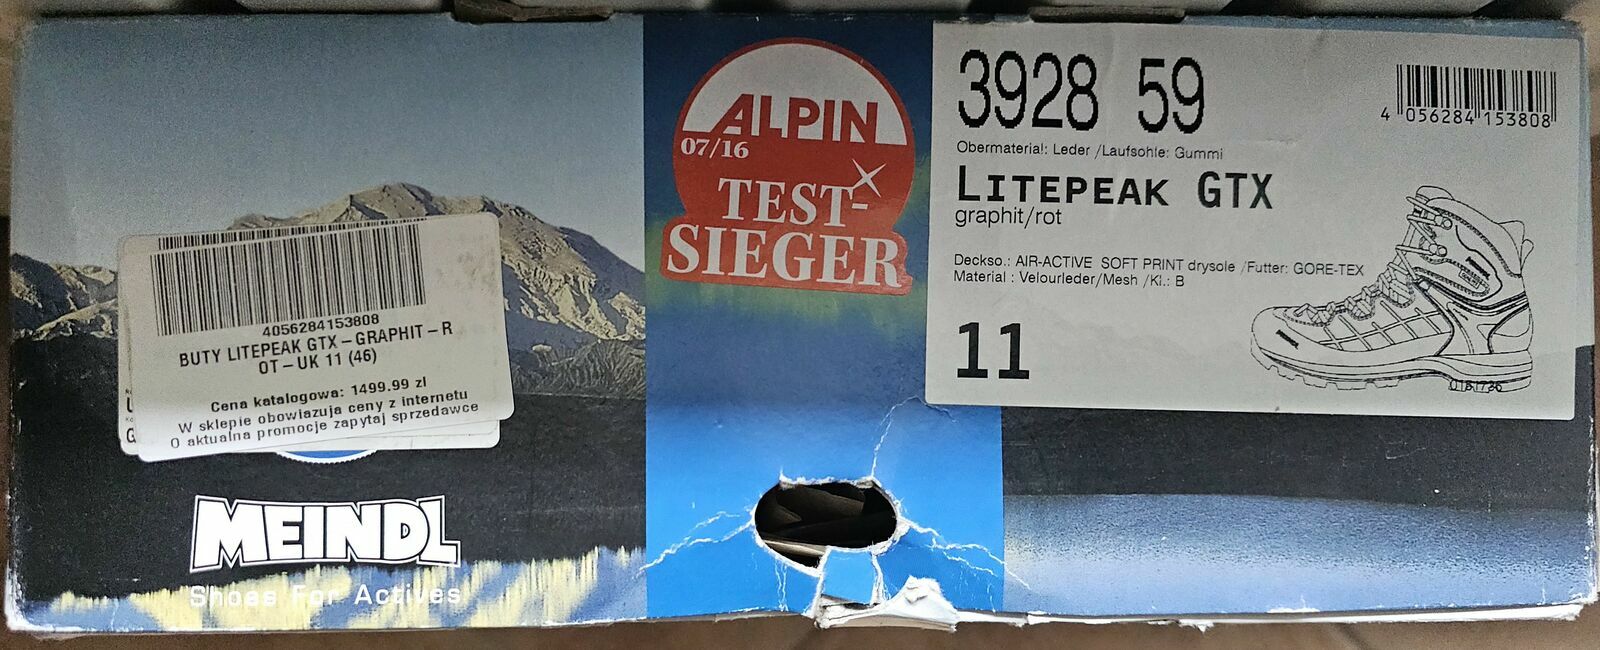 4056284153808
BUTY LITEPEAK GTX – GRAPHIT – R
OT – UK 11 (46)
Cena katalogowa: 1499.99 zl
W sklepie obowiazuja ceny z internetu
O aktualna promocje zapytaj sprzedawce
MEINDL
Shoes For Actives
ALPIN
07/16
TEST-
SIEGER
3928 59
4 056284 153808
Obermaterial: Leder /Laufsohle: Gummi
LITEPEAK GTX
graphit/rot
Deckso.: AIR-ACTIVE SOFT PRINT drysole /Futter: GORE-TEX
Material : Velourleder/Mesh /Ki.: B
11